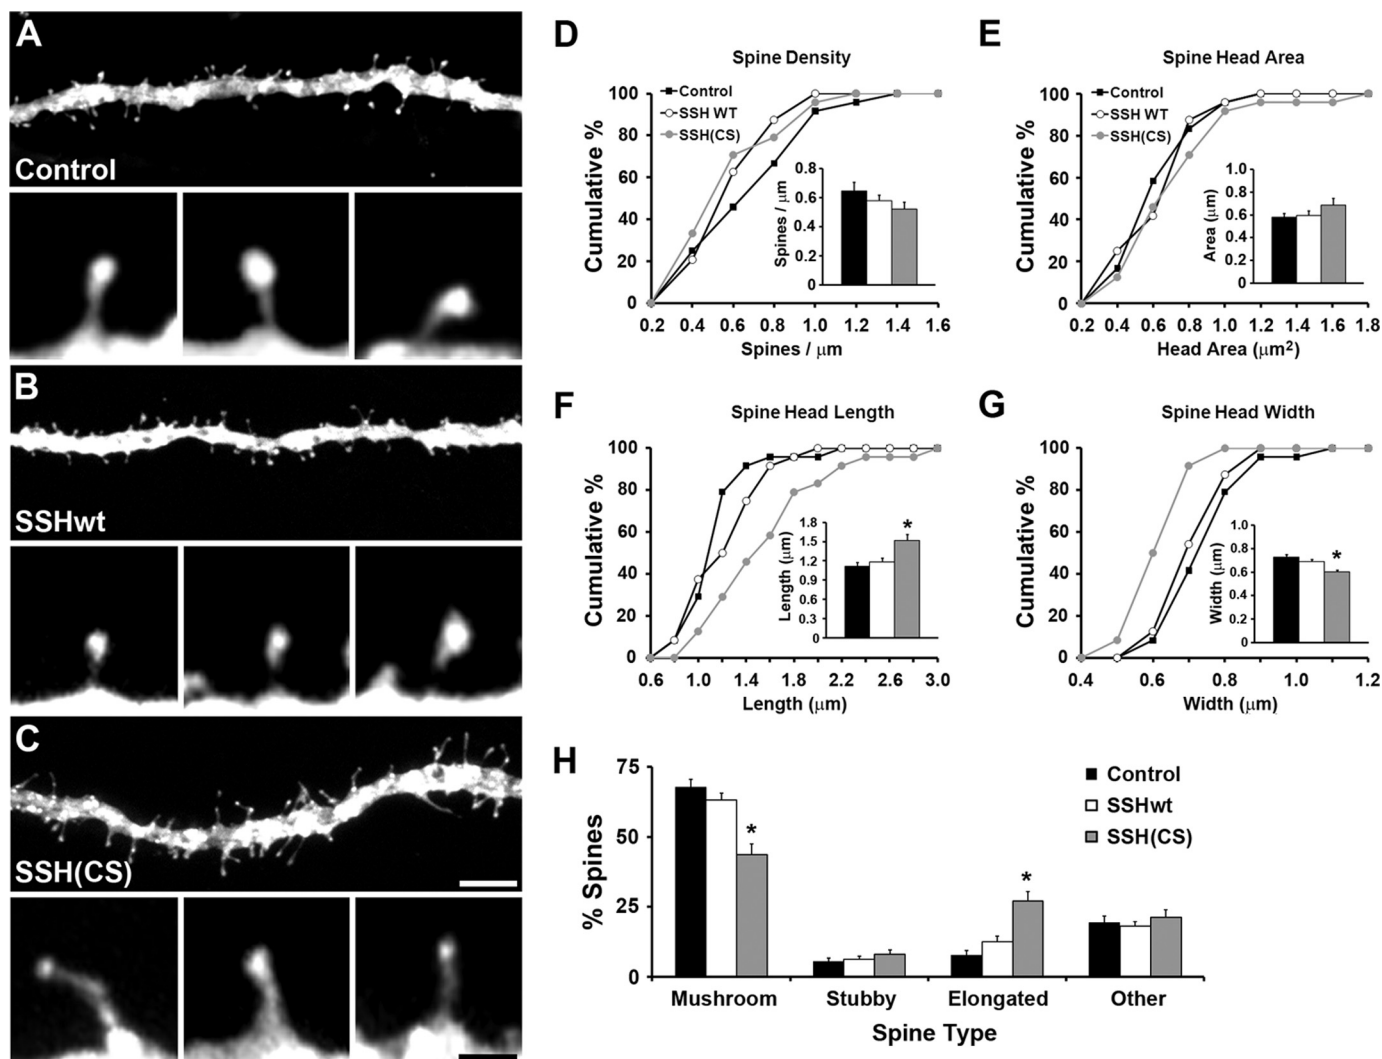 A
Control
B
SSHwt
C
SSH(CS)
D
Spine Density
Control
SSH WT
SSH(CS)
Cumulative %
100
80
60
40
20
0
0.2 0.4 0.6 0.8 1.0 1.2 1.4 1.6
Spines / μm
Spines / μm
0.8
0.6
0.4
0.2
0
E
Spine Head Area
Control
SSH WT
SSH(CS)
Cumulative %
100
80
60
40
20
0
0.2 0.4 0.6 0.8 1.0 1.2 1.4 1.6 1.8
Head Area (μm²)
Area (μm)
1.0
0.8
0.6
0.4
0.2
0
F
Spine Head Length
Cumulative %
100
80
60
40
20
0
0.6 1.0 1.4 1.8 2.2 2.6 3.0
Length (μm)
Length (μm)
1.8
1.5
1.2
0.9
0.6
0.3
0
*
G
Spine Head Width
Cumulative %
100
80
60
40
20
0
0.4 0.6 0.8 1.0 1.2
Width (μm)
Width (μm)
1.0
0.8
0.6
0.4
0.2
0
*
H
% Spines
75
50
25
0
*
*
Control
SSHwt
SSH(CS)
Mushroom Stubby Elongated Other
Spine Type